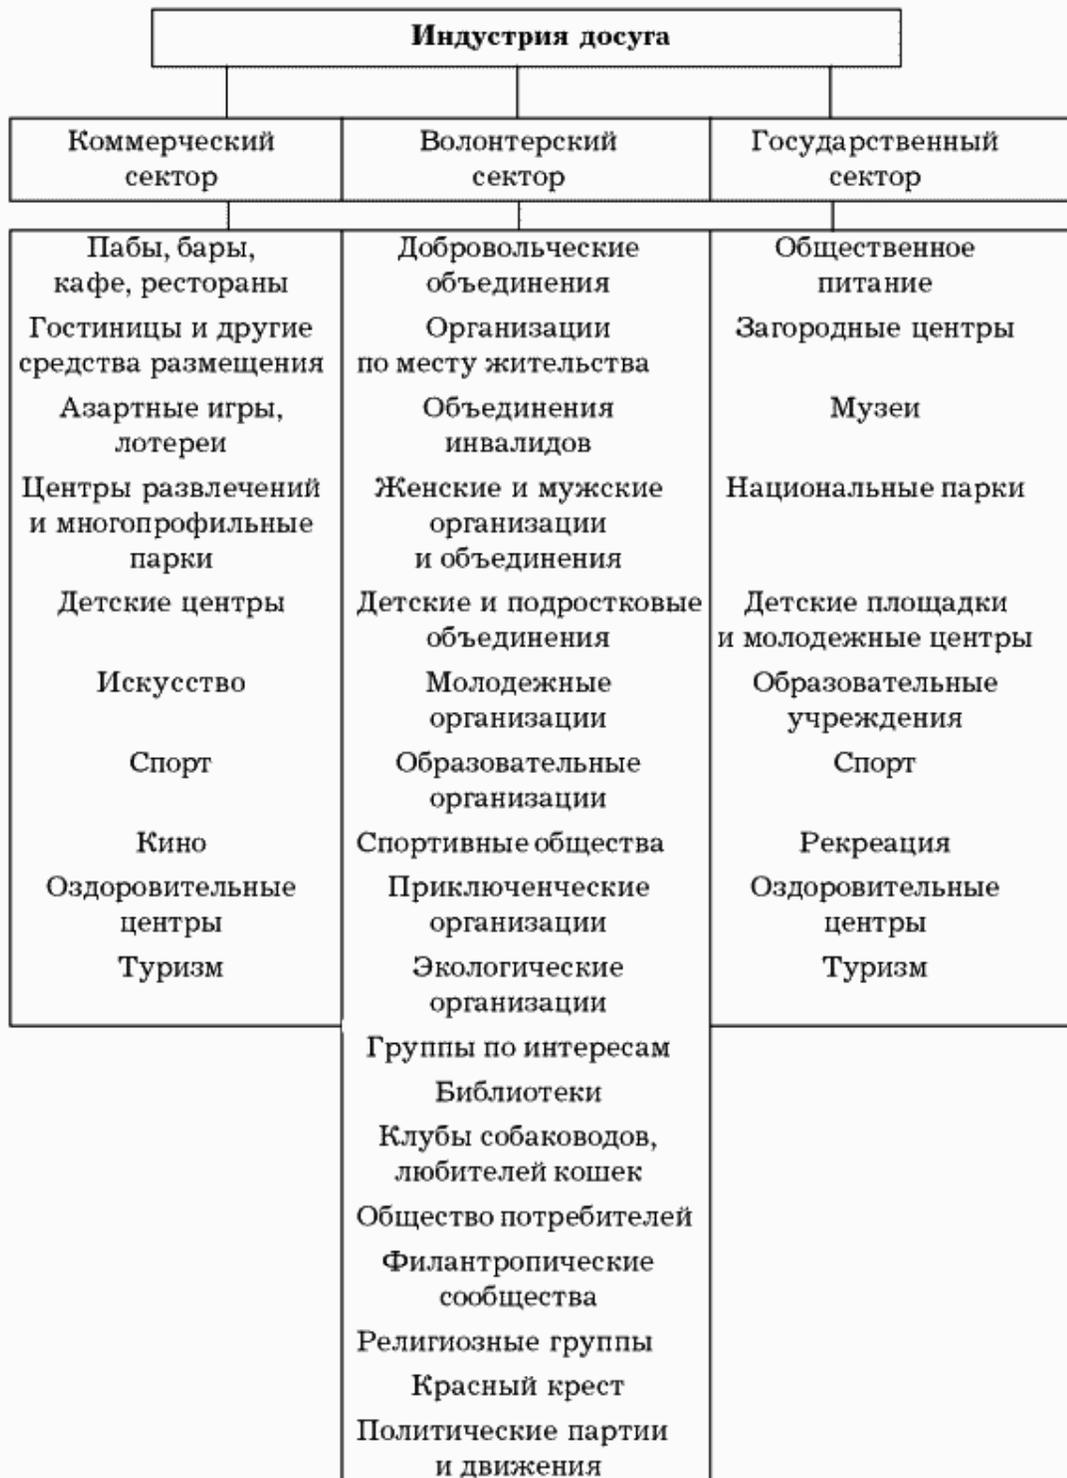 Индустрия досуга
Коммерческий
сектор
Волонтерский
сектор
Государственный
сектор
Пабы, бары,
кафе, рестораны
Гостиницы и другие
средства размещения
Азартные игры,
лотереи
Центры развлечений
и многопрофильные
парки
Детские центры
Искусство
Спорт
Кино
Оздоровительные
центры
Туризм
Добровольческие
объединения
Организации
по месту жительства
Объединения
инвалидов
Женские и мужские
организации
и объединения
Детские и подростковые
объединения
Молодежные
организации
Образовательные
организации
Спортивные общества
Приключенческие
организации
Экологические
организации
Группы по интересам
Библиотеки
Клубы собаководов,
любителей кошек
Общество потребителей
Филантропические
сообщества
Религиозные группы
Красный крест
Политические партии
и движения
Общественное
питание
Загородные центры
Музеи
Национальные парки
Детские площадки
и молодежные центры
Образовательные
учреждения
Спорт
Рекреация
Оздоровительные
центры
Туризм